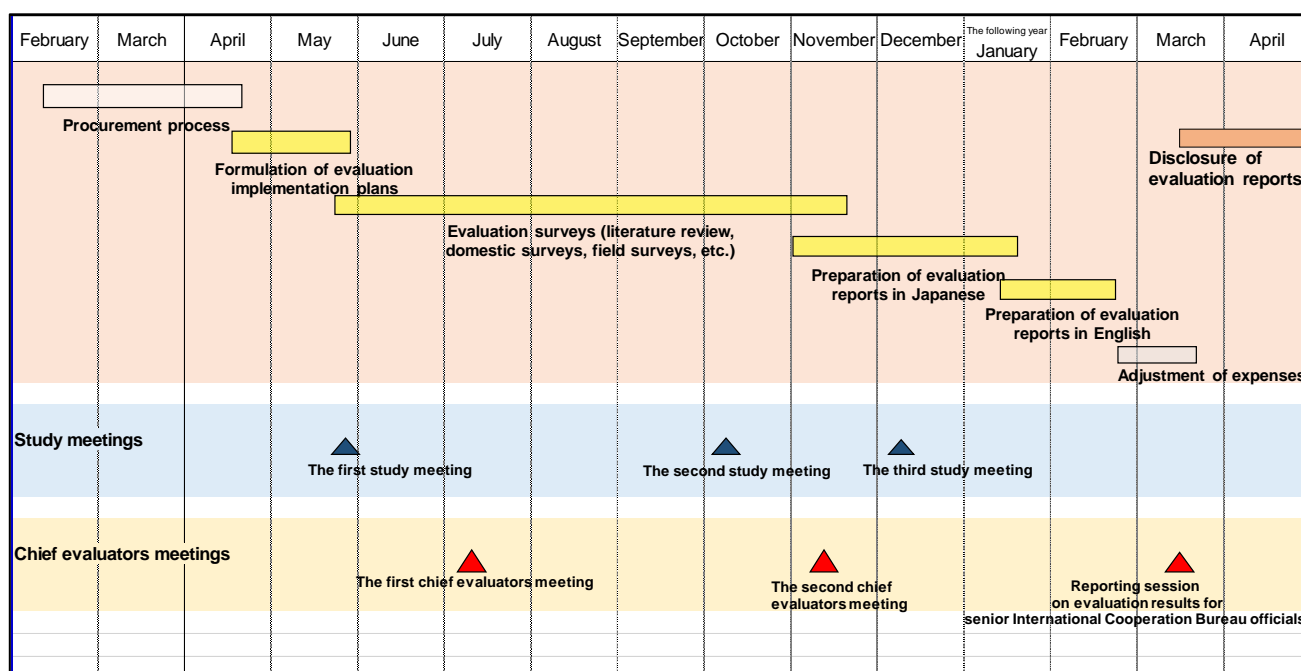 February
March
April
May
June
July
August
September
October
November
December
The following year
January
February
March
April
Procurement process
Formulation of evaluation
implementation plans
Evaluation surveys (literature review,
domestic surveys, field surveys, etc.)
Preparation of evaluation
reports in Japanese
Preparation of evaluation
reports in English
Disclosure of
evaluation reports
Adjustment of expenses
Study meetings
The first study meeting
The second study meeting
The third study meeting
Chief evaluators meetings
The first chief evaluators meeting
The second chief
evaluators meeting
Reporting session
on evaluation results for
senior International Cooperation Bureau officials